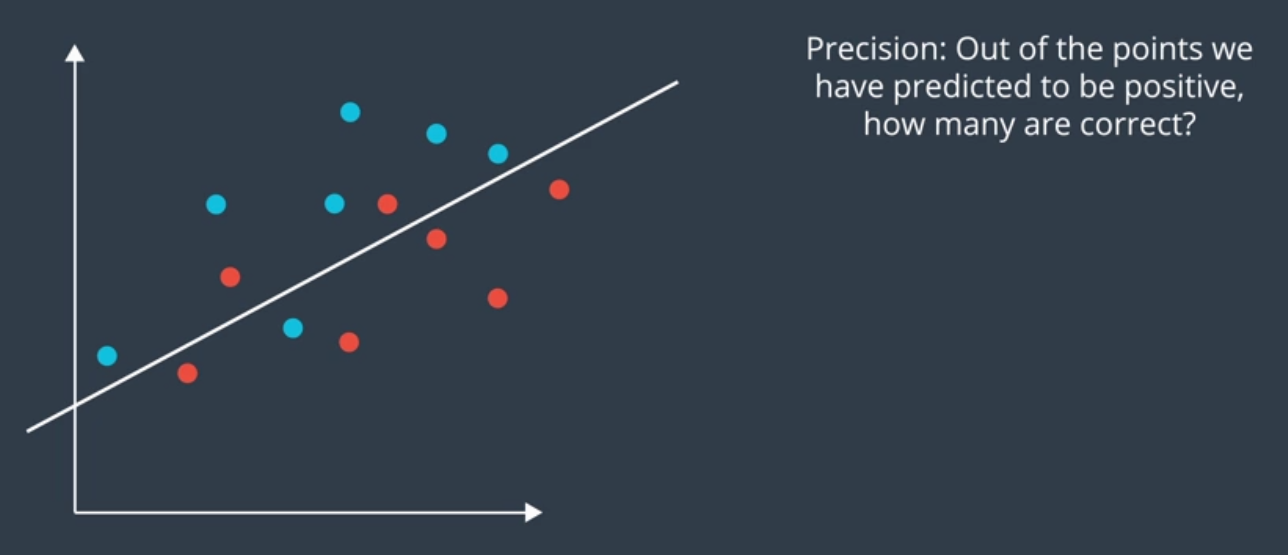 Precision: Out of the points we
have predicted to be positive,
how many are correct?